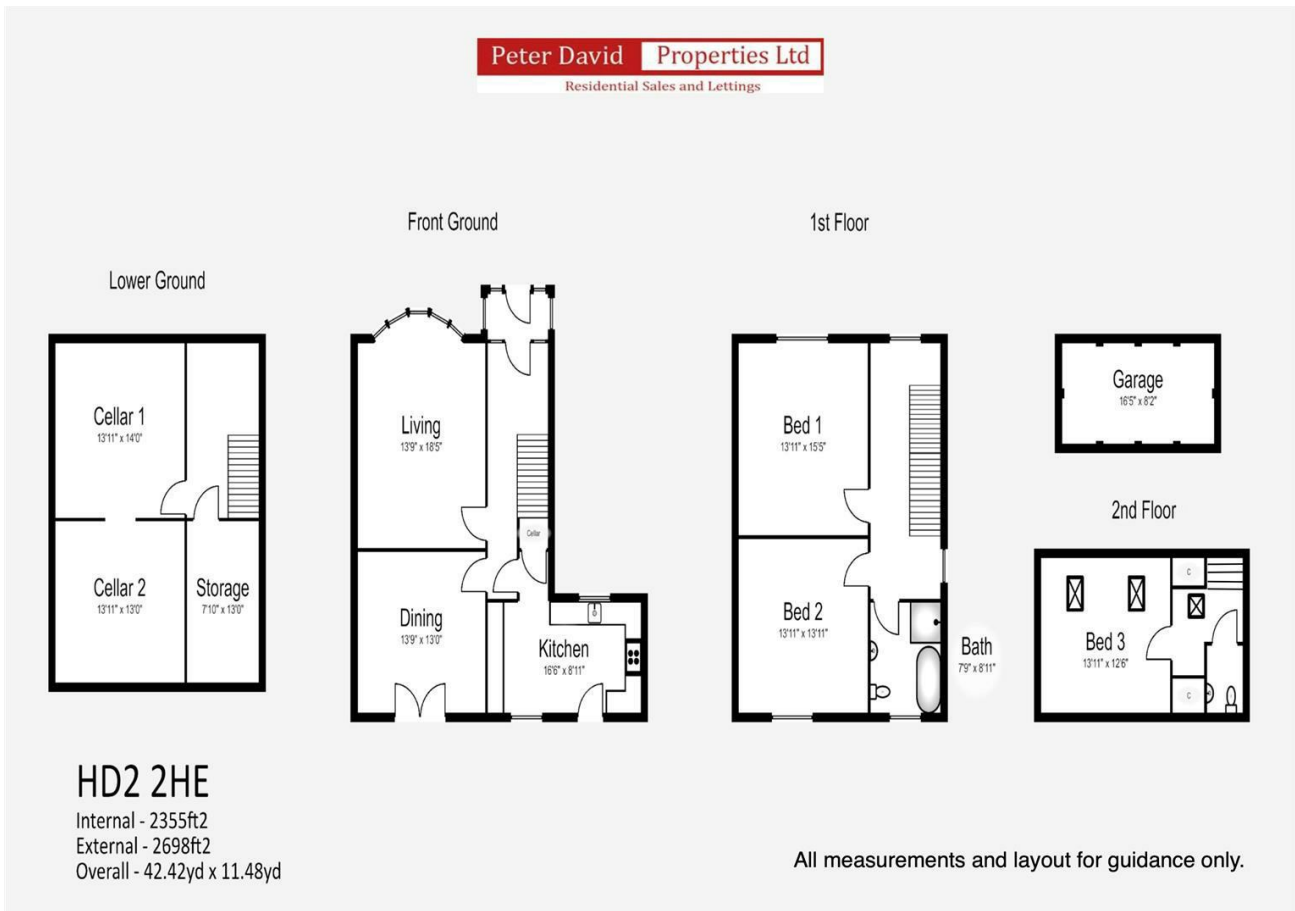 Peter David Properties Ltd
Residential Sales and Lettings
Front Ground
1st Floor
Lower Ground
Cellar 1
13'11" x 14'0"
Cellar 2
13'11" x 13'0"
Storage
7'10" x 13'0"
Living
13'9" x 18'5"
Cellar
Dining
13'9" x 13'0"
Kitchen
16'6" x 8'11"
Bed 1
13'11" x 15'5"
Bed 2
13'11" x 13'11"
Bath
7'9" x 8'11"
Garage
16'5" x 8'2"
2nd Floor
C
Bed 3
13'11" x 12'6"
C
HD2 2HE
Internal - 2355ft2
External - 2698ft2
Overall - 42.42yd x 11.48yd
All measurements and layout for guidance only.